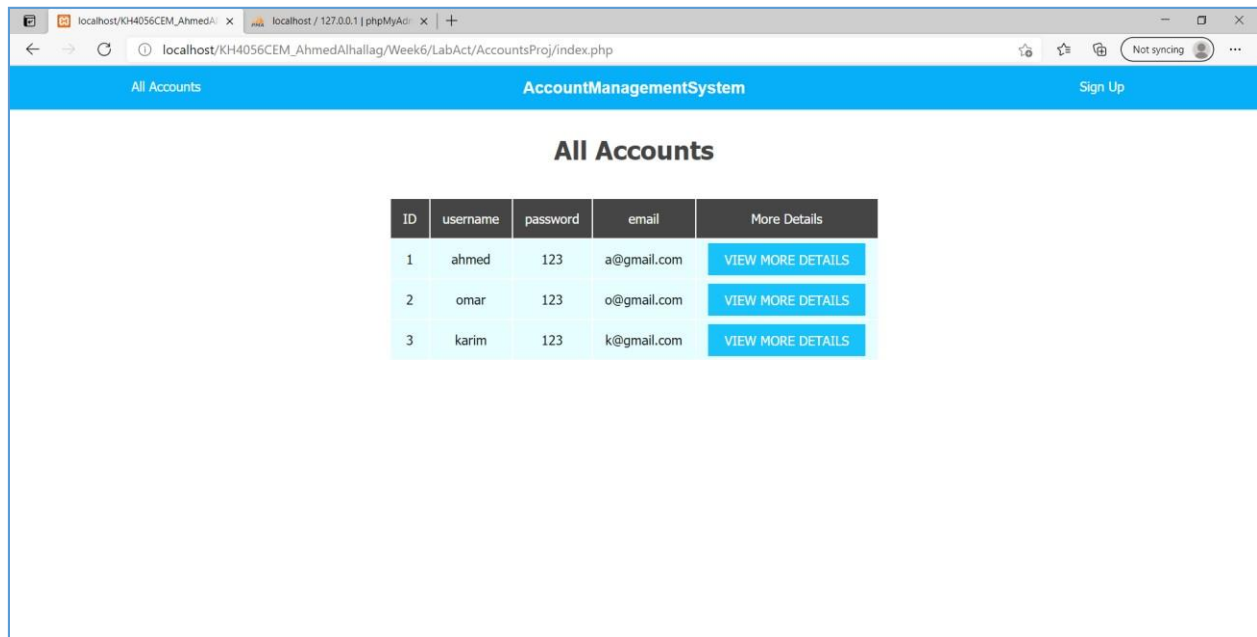 localhost/KH4056CEM_AhmedAl
localhost / 127.0.0.1 | phpMyAdr
localhost/KH4056CEM_AhmedAlhallag/Week6/LabAct/AccountsProj/index.php
Not syncing
All Accounts AccountManagementSystem Sign Up
All Accounts
ID username password email More Details
1 ahmed 123 a@gmail.com VIEW MORE DETAILS
2 omar 123 o@gmail.com VIEW MORE DETAILS
3 karim 123 k@gmail.com VIEW MORE DETAILS